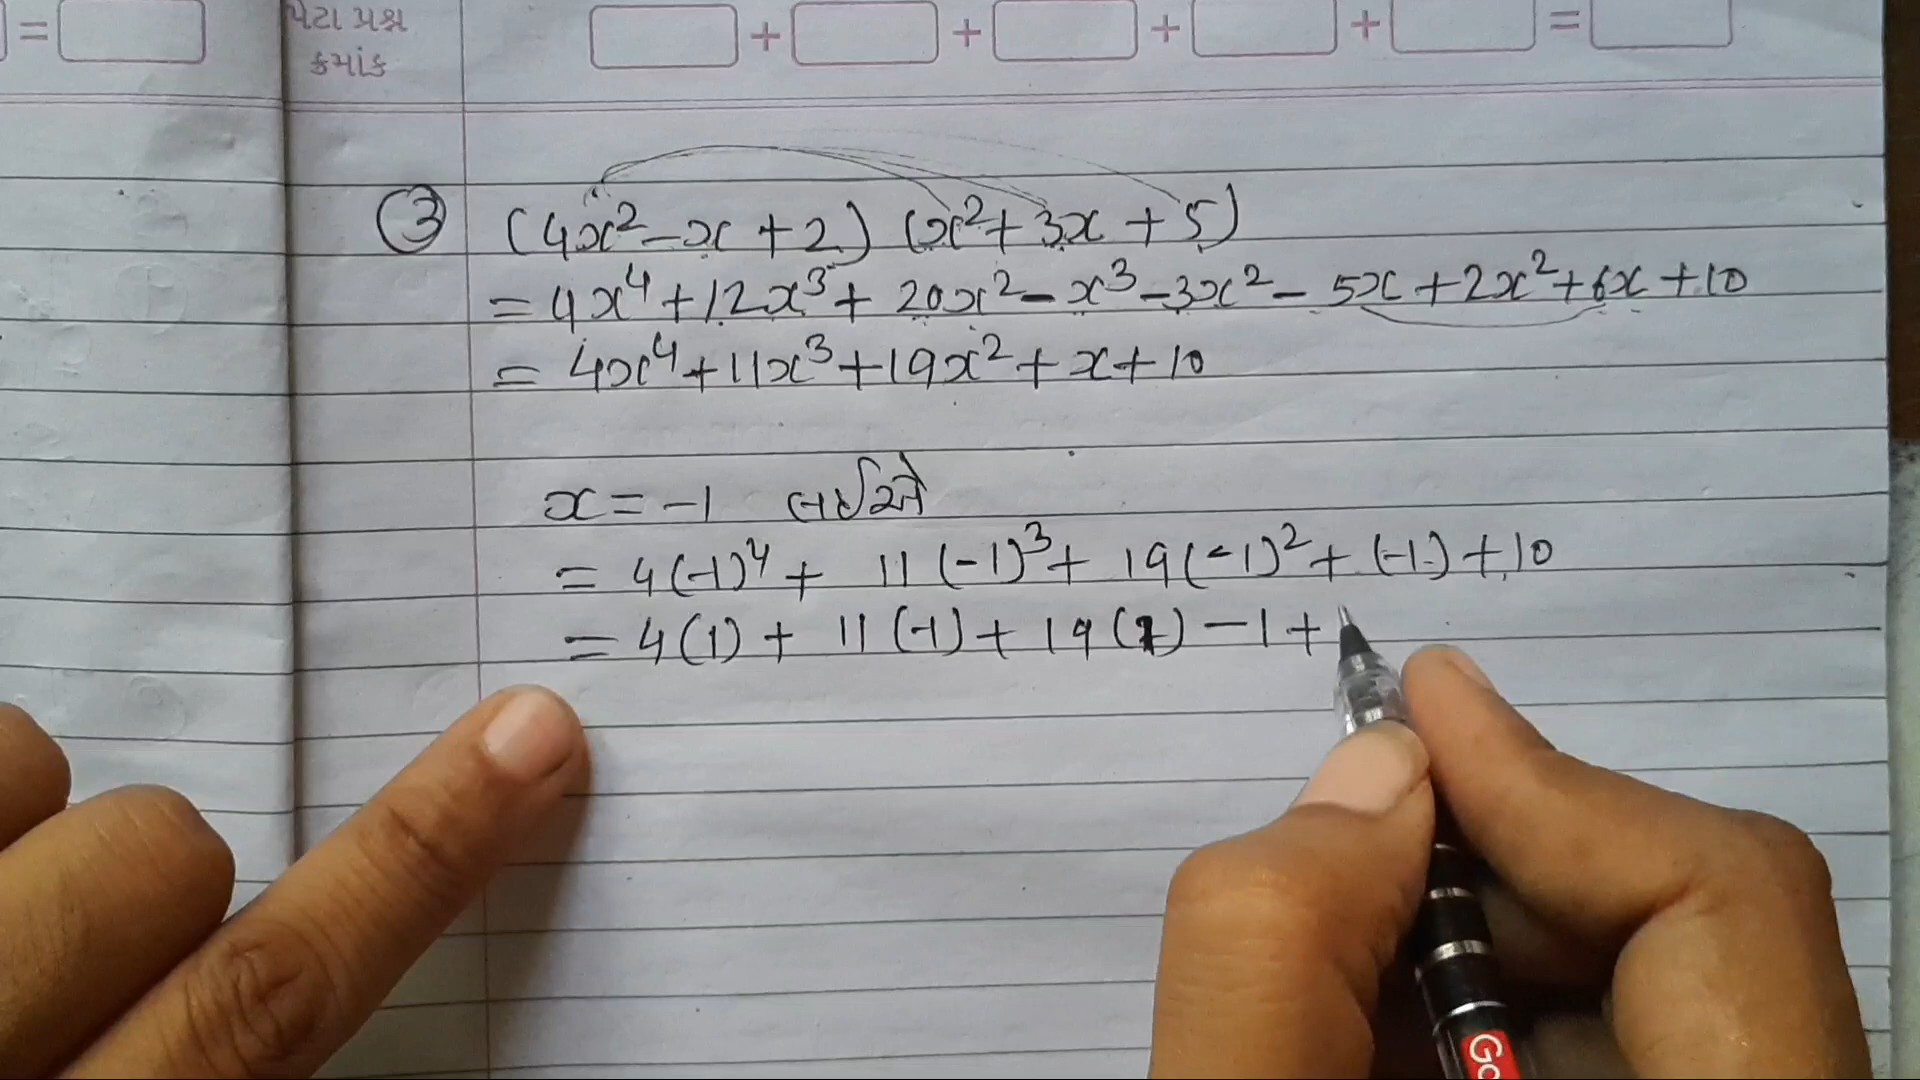 = પેટા પ્રશ્ન + + + + =
ક્રમાંક
③ (4x² - x + 2) (x² + 3x + 5)
= 4x⁴ + 12x³ + 20x² - x³ - 3x² - 5x + 2x² + 6x + 10
= 4x⁴ + 11x³ + 19x² + x + 10
x = -1 લઈએ
= 4(-1)⁴ + 11(-1)³ + 19(-1)² + (-1) + 10
= 4(1) + 11(-1) + 19(1) - 1 +